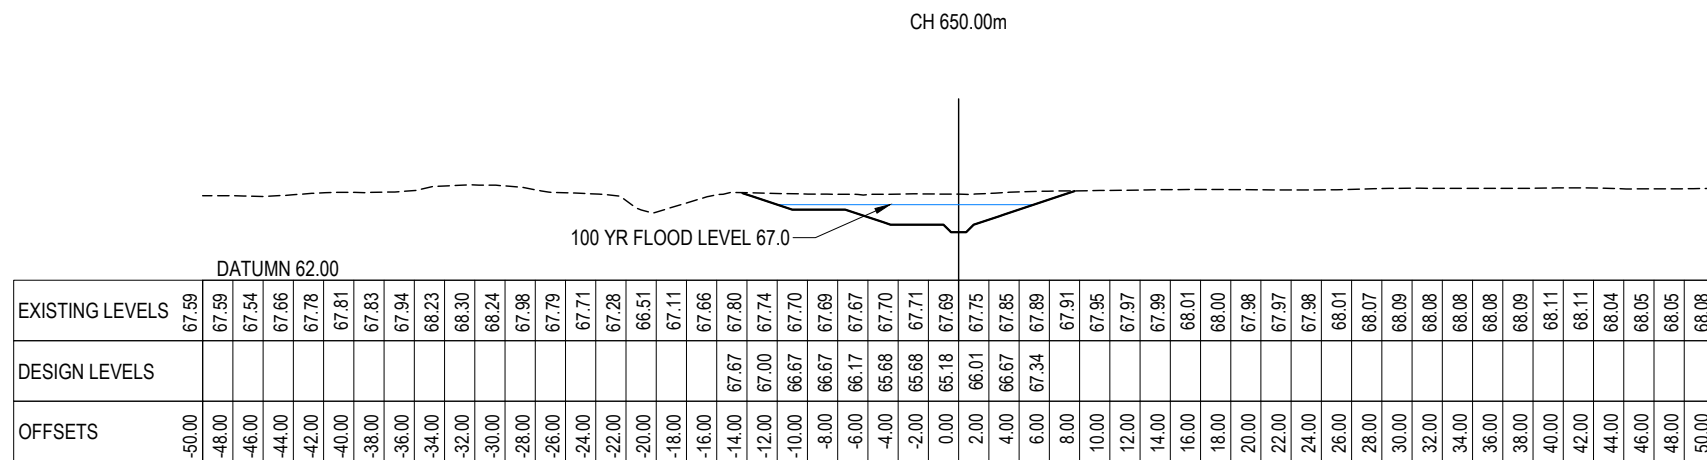 CH 650.00m
100 YR FLOOD LEVEL 67.0
DATUMN 62.00
EXISTING LEVELS 67.59 67.59 67.54 67.66 67.78 67.81 67.83 67.94 68.23 68.30 68.24 67.98 67.79 67.71 67.28 66.51 67.11 67.66 67.80 67.74 67.70 67.69 67.67 67.70 67.71 67.69 67.75 67.85 67.89 67.91 67.95 67.97 67.99 68.01 68.00 67.98 67.97 67.98 68.01 68.07 68.09 68.08 68.08 68.08 68.09 68.11 68.11 68.04 68.05 68.05 68.08
DESIGN LEVELS 67.67 67.00 66.67 66.67 66.17 65.68 65.68 65.18 66.01 66.67 67.34
OFFSETS -50.00 -48.00 -46.00 -44.00 -42.00 -40.00 -38.00 -36.00 -34.00 -32.00 -30.00 -28.00 -26.00 -24.00 -22.00 -20.00 -18.00 -16.00 -14.00 -12.00 -10.00 -8.00 -6.00 -4.00 -2.00 0.00 2.00 4.00 6.00 8.00 10.00 12.00 14.00 16.00 18.00 20.00 22.00 24.00 26.00 28.00 30.00 32.00 34.00 36.00 38.00 40.00 42.00 44.00 46.00 48.00 50.00